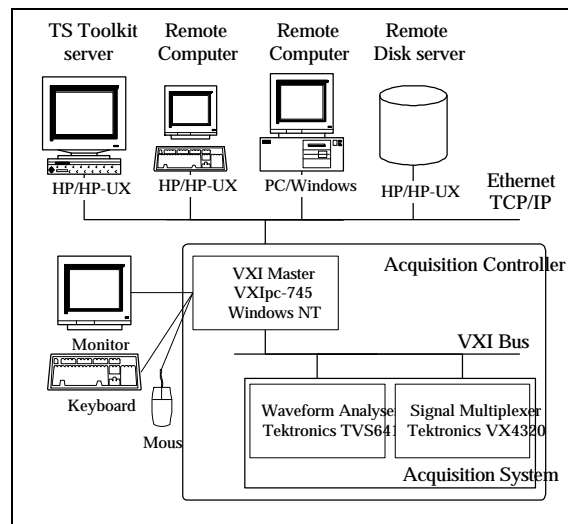 TS Toolkit
server
Remote
Computer
Remote
Computer
Remote
Disk server
HP/HP-UX
HP/HP-UX
PC/Windows
HP/HP-UX
Ethernet
TCP/IP
VXI Master
VXIpc-745
Windows NT
Acquisition Controller
Monitor
Keyboard
Mous
VXI Bus
Waveform Analyser
Tektronics TVS641
Signal Multiplexer
Tektronics VX4320
Acquisition System